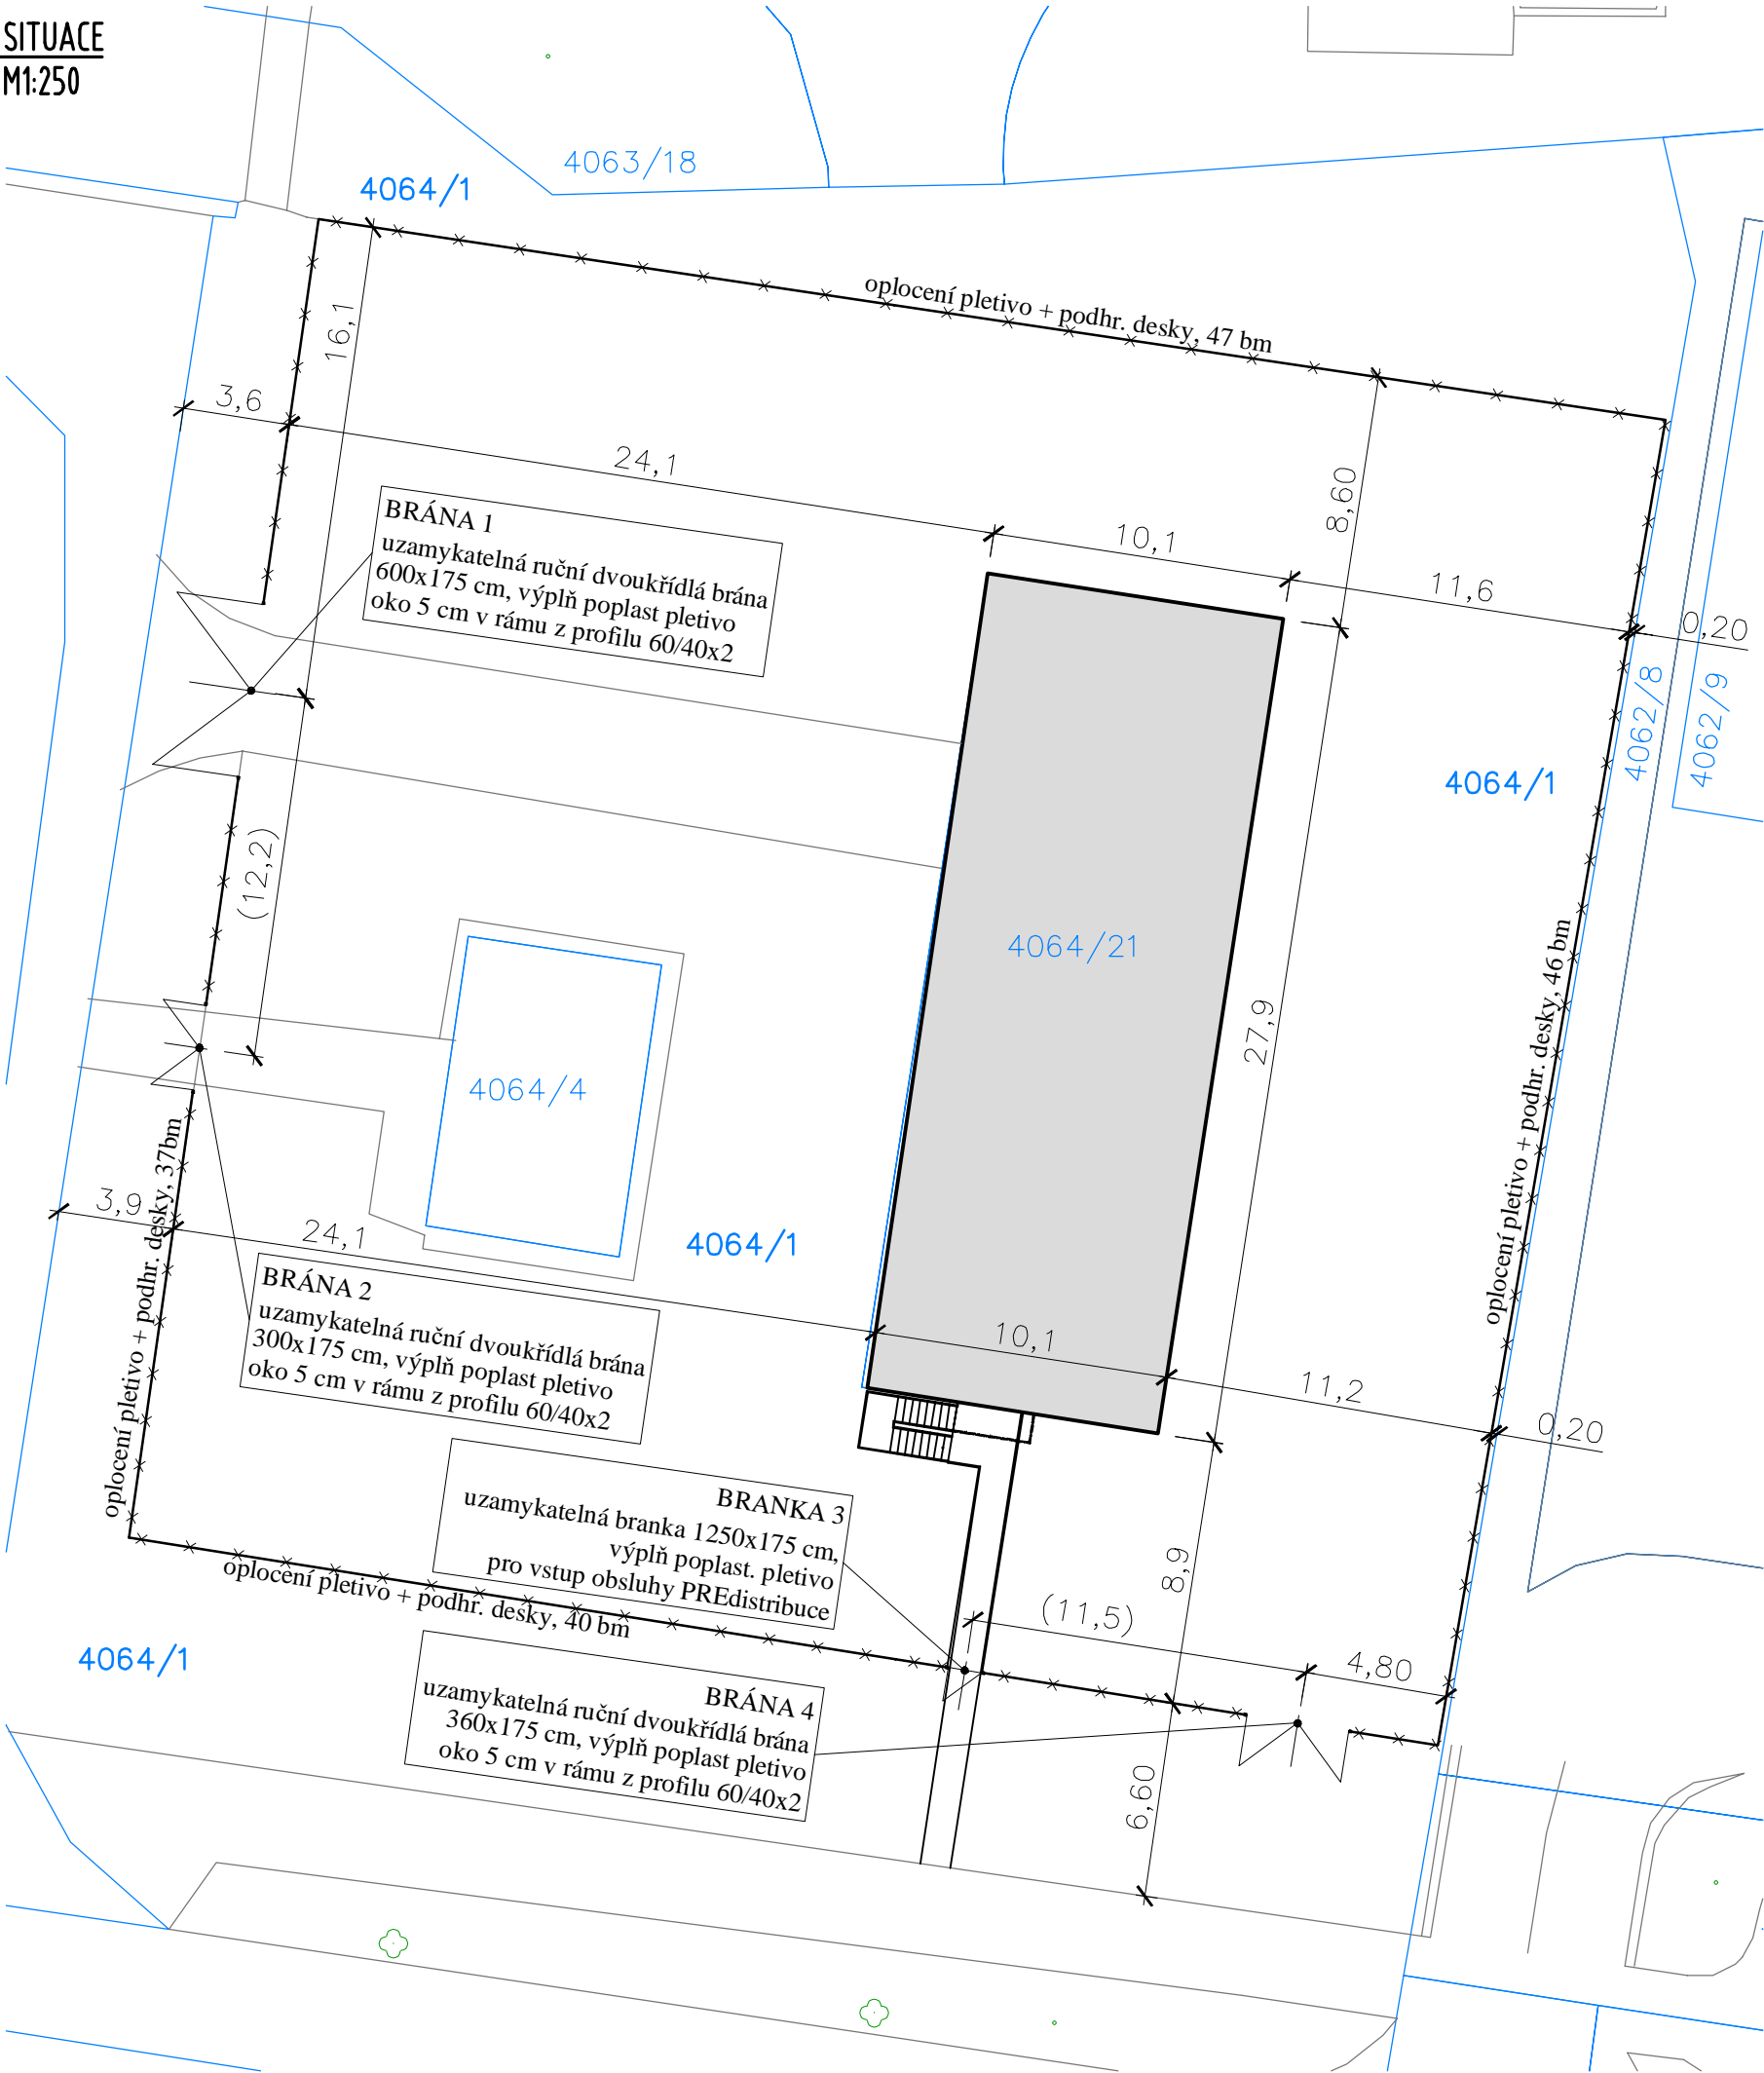 SITUACE
M1:250
4063/18
4064/1
oplocení pletivo + podhr. desky, 47 bm
16,1
3,6
24,1
8,60
10,1
11,6
0,20
BRÁNA 1
uzamykatelná ruční dvoukřídlá brána
600x175 cm, výplň poplast pletivo
oko 5 cm v rámu z profilu 60/40x2
4062/8
4062/9
4064/1
(12,2)
4064/21
oplocení pletivo + podhr. desky, 46 bm
27,9
4064/4
oplocení pletivo + podhr. desky, 37bm
3,9
24,1
4064/1
BRÁNA 2
uzamykatelná ruční dvoukřídlá brána
300x175 cm, výplň poplast pletivo
oko 5 cm v rámu z profilu 60/40x2
10,1
11,2
0,20
BRANKA 3
uzamykatelná branka 1250x175 cm,
výplň poplast. pletivo
pro vstup obsluhy PREdistribuce
oplocení pletivo + podhr. desky, 40 bm
8,9
(11,5)
4,80
4064/1
BRÁNA 4
uzamykatelná ruční dvoukřídlá brána
360x175 cm, výplň poplast pletivo
oko 5 cm v rámu z profilu 60/40x2
6,60